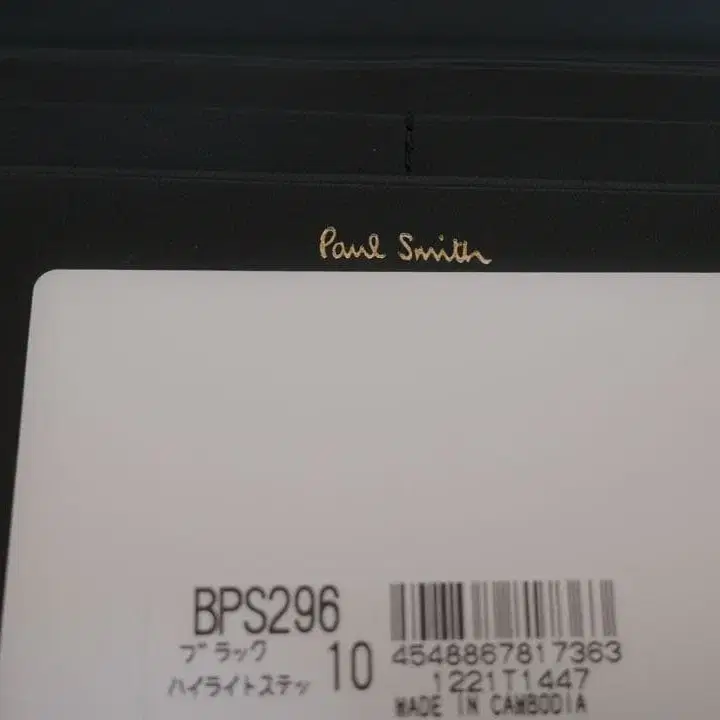 Paul Smith
BPS296
ブラック
ハイライトステッ 10
4548867817363
1221T1447
MADE IN CAMBODIA